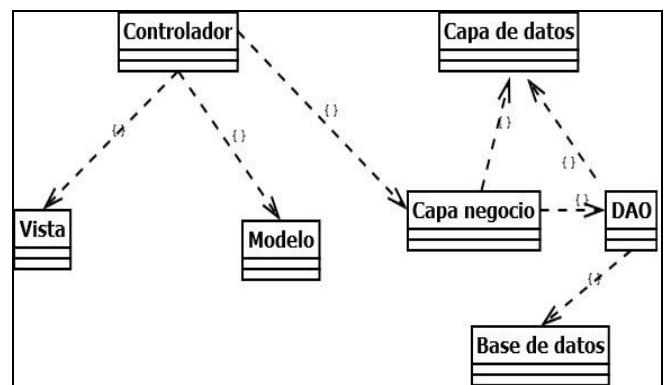 Controlador
Capa de datos
{ }
{ }
{ }
{ }
{ }
Vista
Modelo
Capa negocio
{ }
DAO
{ }
Base de datos